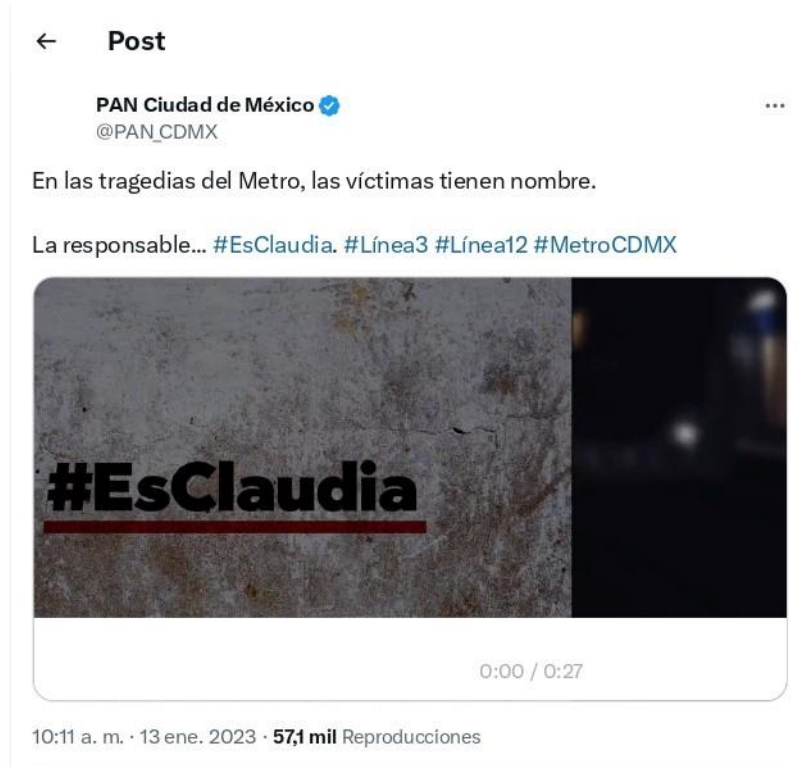 Post
PAN Ciudad de México
@PAN_CDMX
En las tragedias del Metro, las víctimas tienen nombre.
La responsable... #EsClaudia. #Línea3 #Línea12 #MetroCDMX
#EsClaudia
0:00 / 0:27
10:11 a. m. · 13 ene. 2023 · 57,1 mil Reproducciones